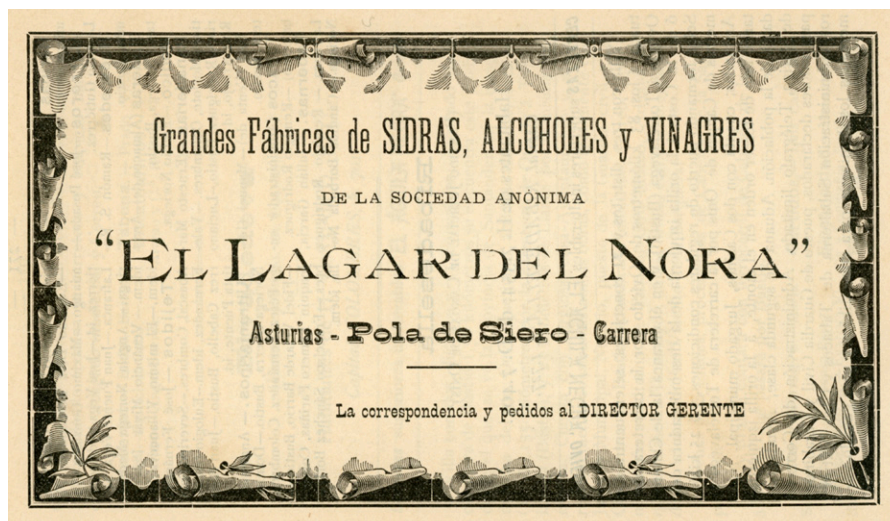 Grandes Fábricas de SIDRAS, ALCOHOLES y VINAGRES
DE LA SOCIEDAD ANÓNIMA
“EL LAGAR DEL NORA”
Asturias - Pola de Siero - Carrera
La correspondencia y pedidos al DIRECTOR GERENTE